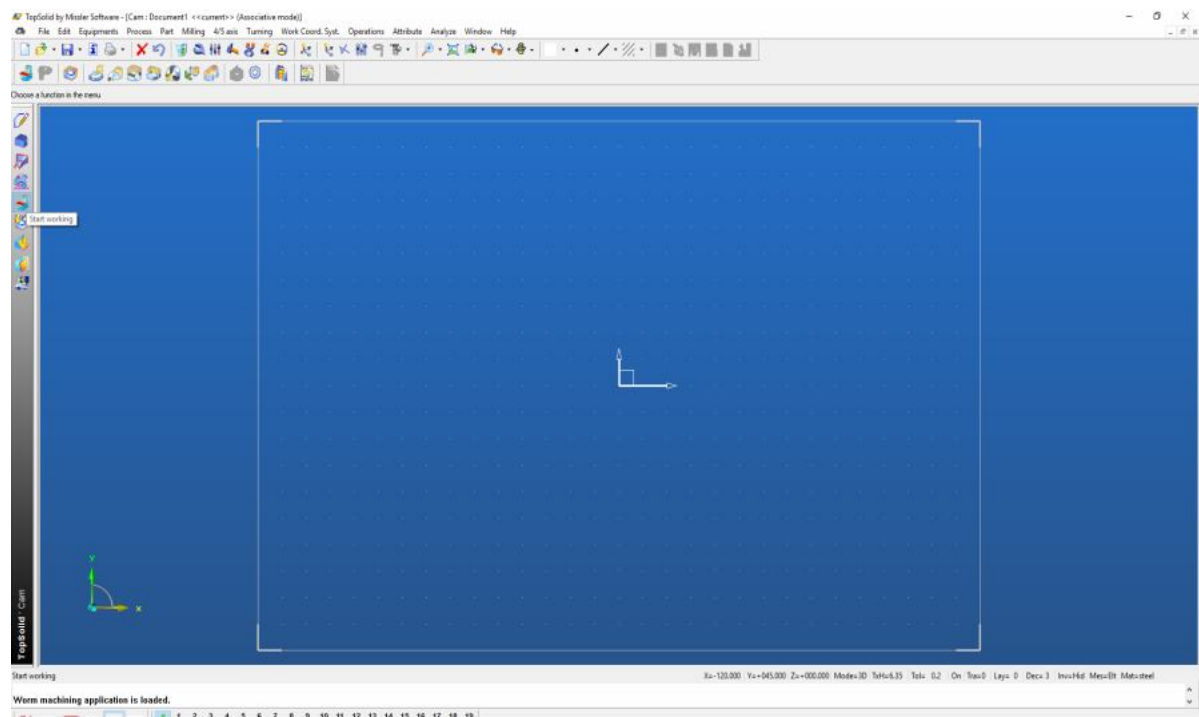 TopSolid by Missler Software - [Cam : Document1 <<current>> (Associative mode)]
File Edit Equipments Process Part Milling 4/5 axis Turning Work Coord. Syst. Operations Attribute Analyze Window Help
Choose a function in the menu
Start working
Y
X
TopSolid'Cam
Start working X=-120.000 Y=+045.000 Z=+000.000 Mode=3D TxH=6.35 Tol= 0.2 On Tra=0 Lay= 0 Dec= 3 Inv=Hid Mes=Elt Mat=steel
Worm machining application is loaded.
1 2 3 4 5 6 7 8 9 10 11 12 13 14 15 16 17 18 19